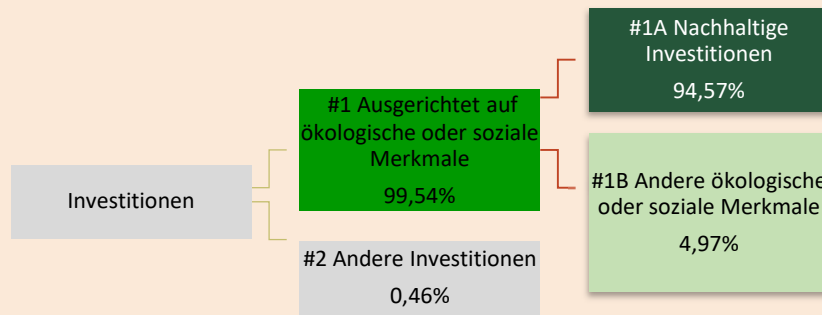 Investitionen
#1 Ausgerichtet auf
ökologische oder soziale
Merkmale
99,54%
#2 Andere Investitionen
0,46%
#1A Nachhaltige
Investitionen
94,57%
#1B Andere ökologische
oder soziale Merkmale
4,97%